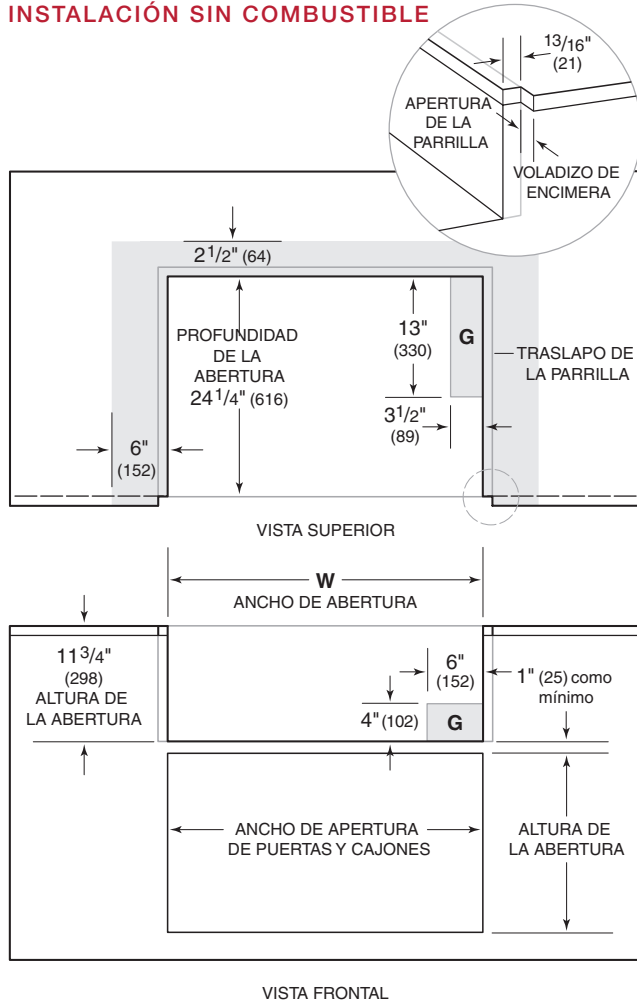 INSTALACIÓN SIN COMBUSTIBLE
13/16"
(21)
APERTURA
DE LA
PARRILLA
VOLADIZO DE
ENCIMERA
2 1/2" (64)
PROFUNDIDAD
DE LA
ABERTURA
24 1/4" (616)
13"
(330)
G
TRASLAPO DE
LA PARRILLA
3 1/2"
(89)
6"
(152)
VISTA SUPERIOR
W
ANCHO DE ABERTURA
11 3/4"
(298)
ALTURA DE
LA ABERTURA
6"
(152)
1" (25) como
mínimo
4" (102)
G
ANCHO DE APERTURA
DE PUERTAS Y CAJONES
ALTURA DE
LA ABERTURA
VISTA FRONTAL